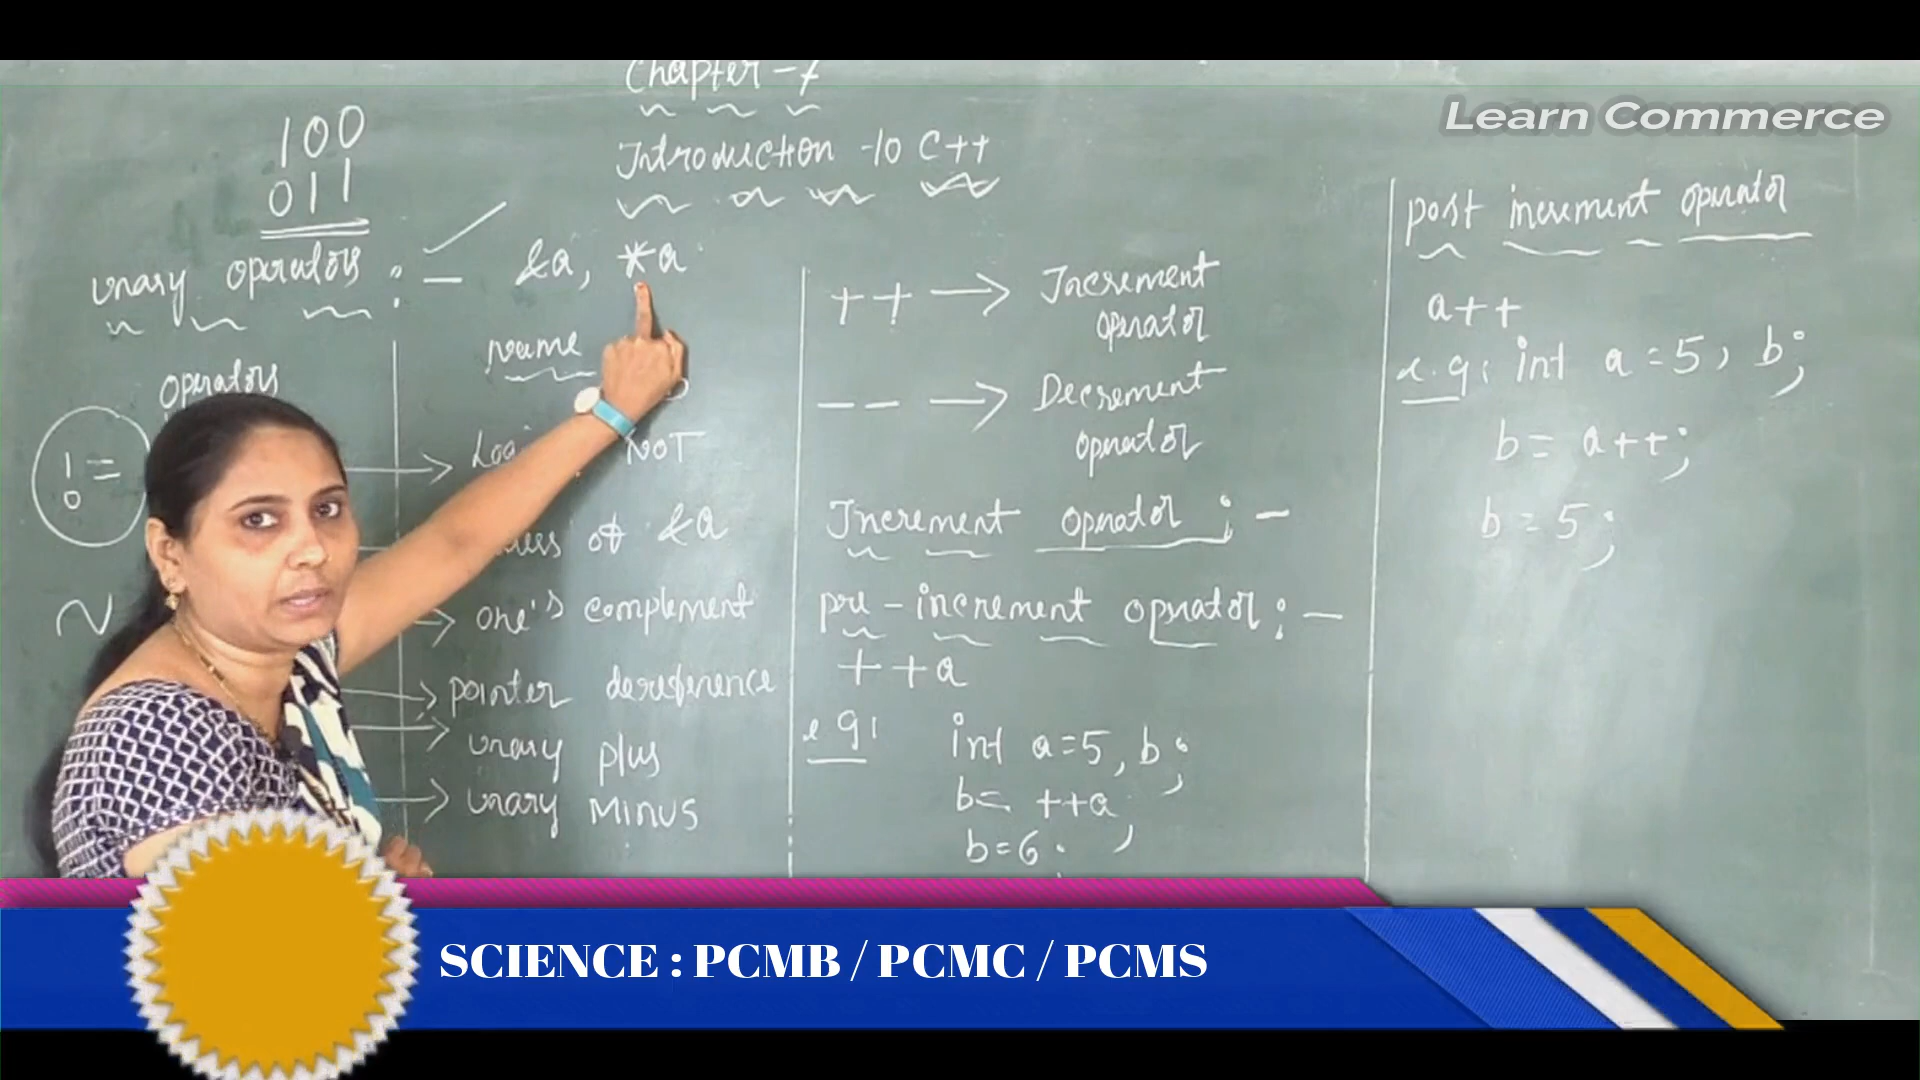 Chapter - 7
Introduction to C++
Learn Commerce
100
011
unary operators : - &a, *a
operators
name
!=
0
NOT
of &a
~
one's complement
pointer dereference
unary plus
unary MINUS
++ → Increment
operator
-- → Decrement
operator
Increment operator : -
pre - increment operator : -
++a
eg:
int a=5, b;
b= ++a;
b=6;
post increment operator
a++
e.g: int a=5, b;
b= a++;
b=5;
SCIENCE : PCMB / PCMC / PCMS